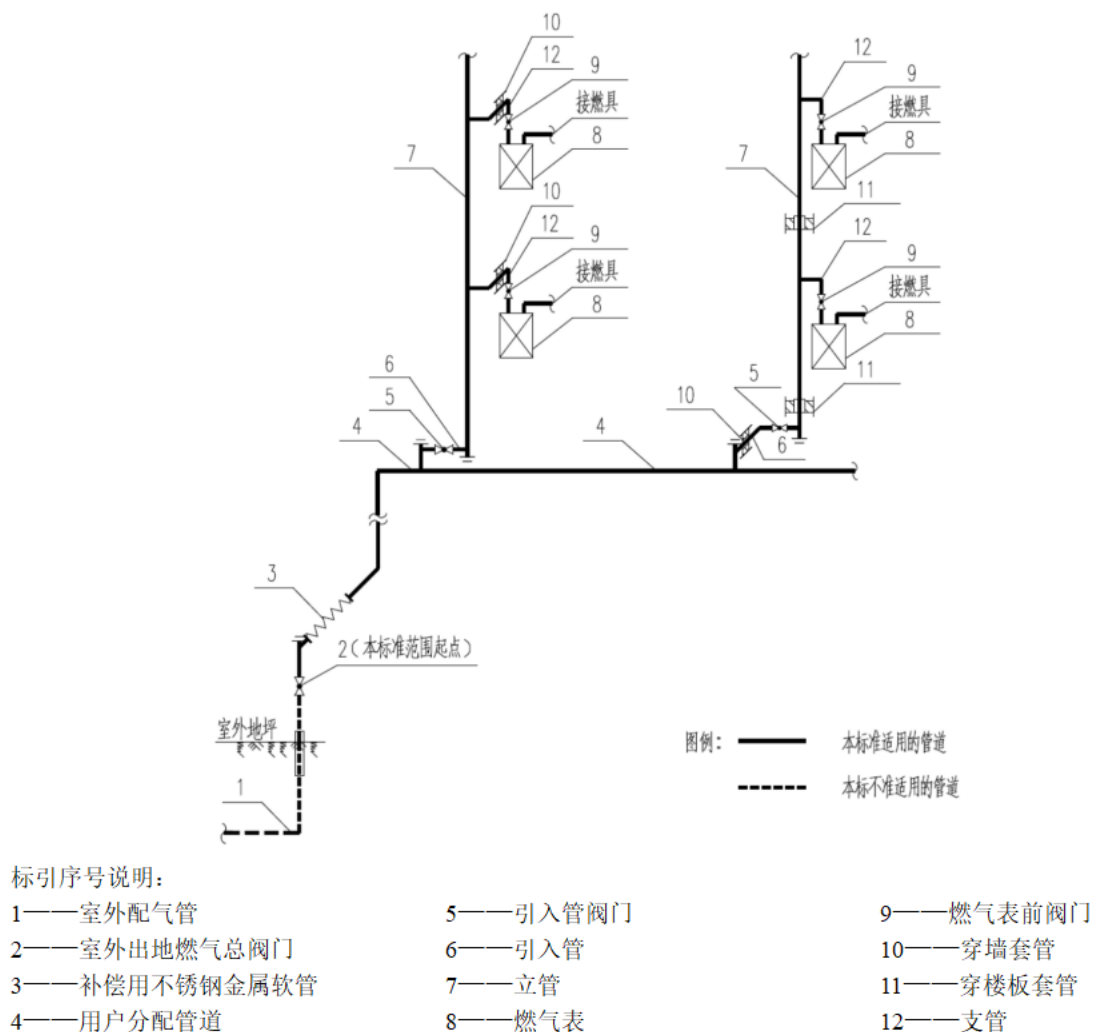 10
12
9
接燃具
8
7
10
12
9
接燃具
8
6
5
4
12
9
接燃具
8
7
11
12
9
接燃具
8
11
5
10
6
4
3
2(本标准范围起点)
室外地坪
1
图例:
本标准适用的管道
本标不准适用的管道
标引序号说明:
1——室外配气管
2——室外出地燃气总阀门
3——补偿用不锈钢金属软管
4——用户分配管道
5——引入管阀门
6——引入管
7——立管
8——燃气表
9——燃气表前阀门
10——穿墙套管
11——穿楼板套管
12——支管